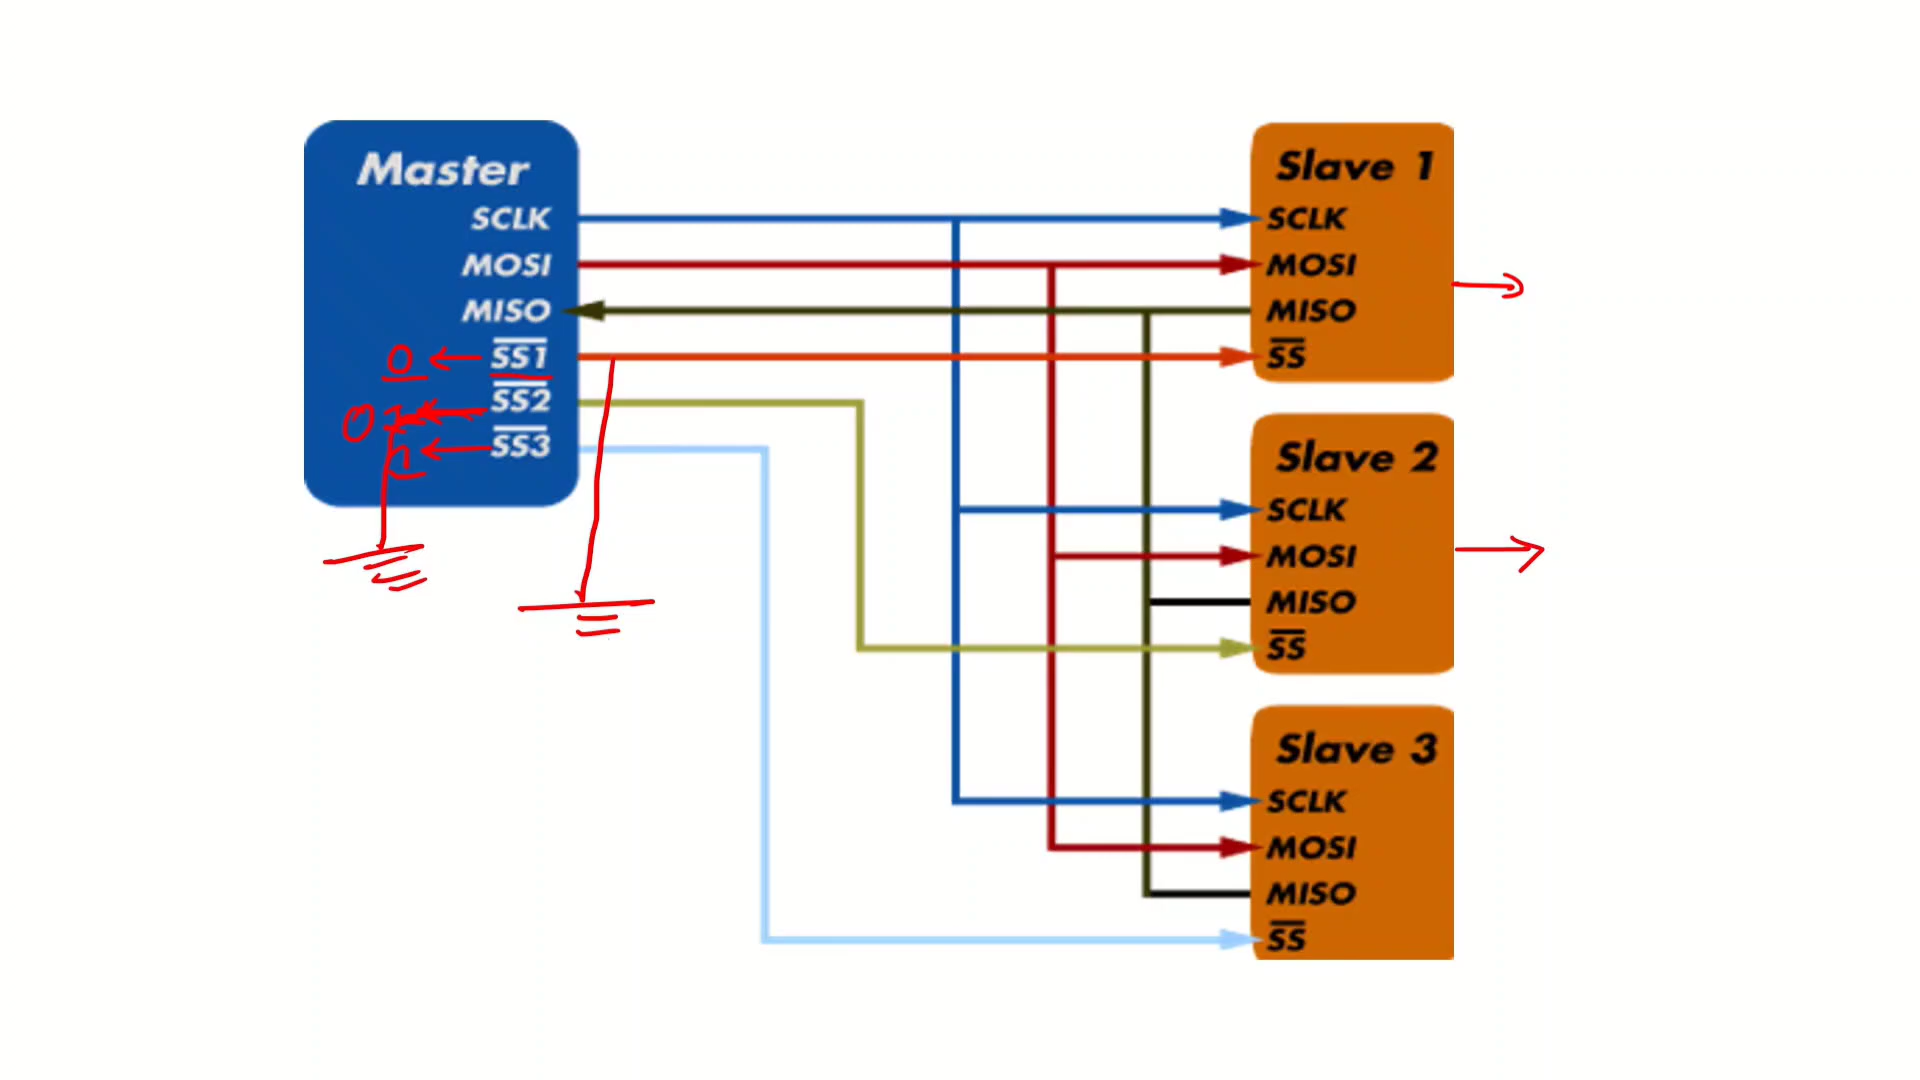 Master
SCLK
MOSI
MISO
0 SS1
0 SS2
SS3
Slave 1
SCLK
MOSI
MISO
SS
Slave 2
SCLK
MOSI
MISO
SS
Slave 3
SCLK
MOSI
MISO
SS